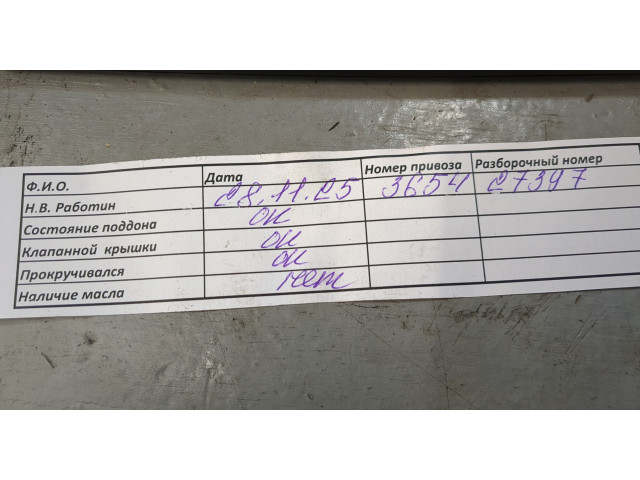 Ф.И.О. Дата Номер привоза Разборочный номер
Н.В. Работин 28.11.25 3654 27397
Состояние поддона ок
Клапанной крышки ок
Прокручивался ок
Наличие масла нет